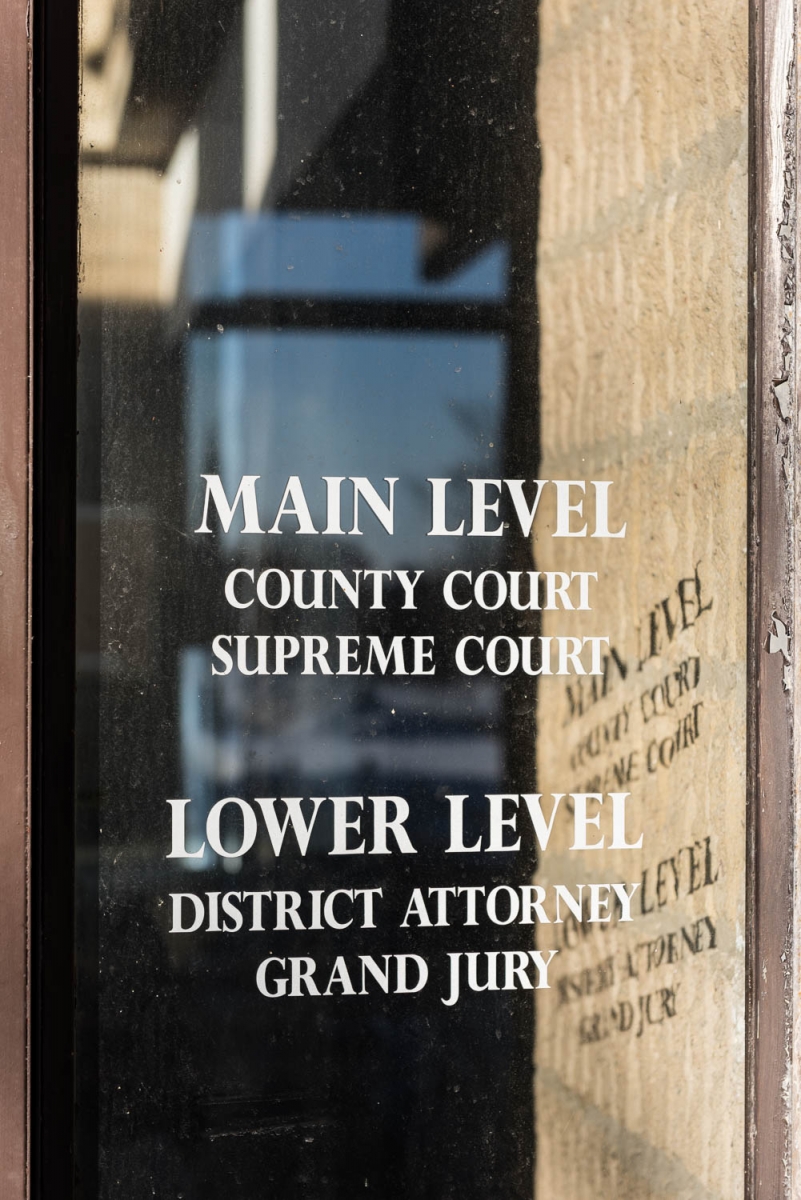 MAIN LEVEL
COUNTY COURT
SUPREME COURT
LOWER LEVEL
DISTRICT ATTORNEY
GRAND JURY